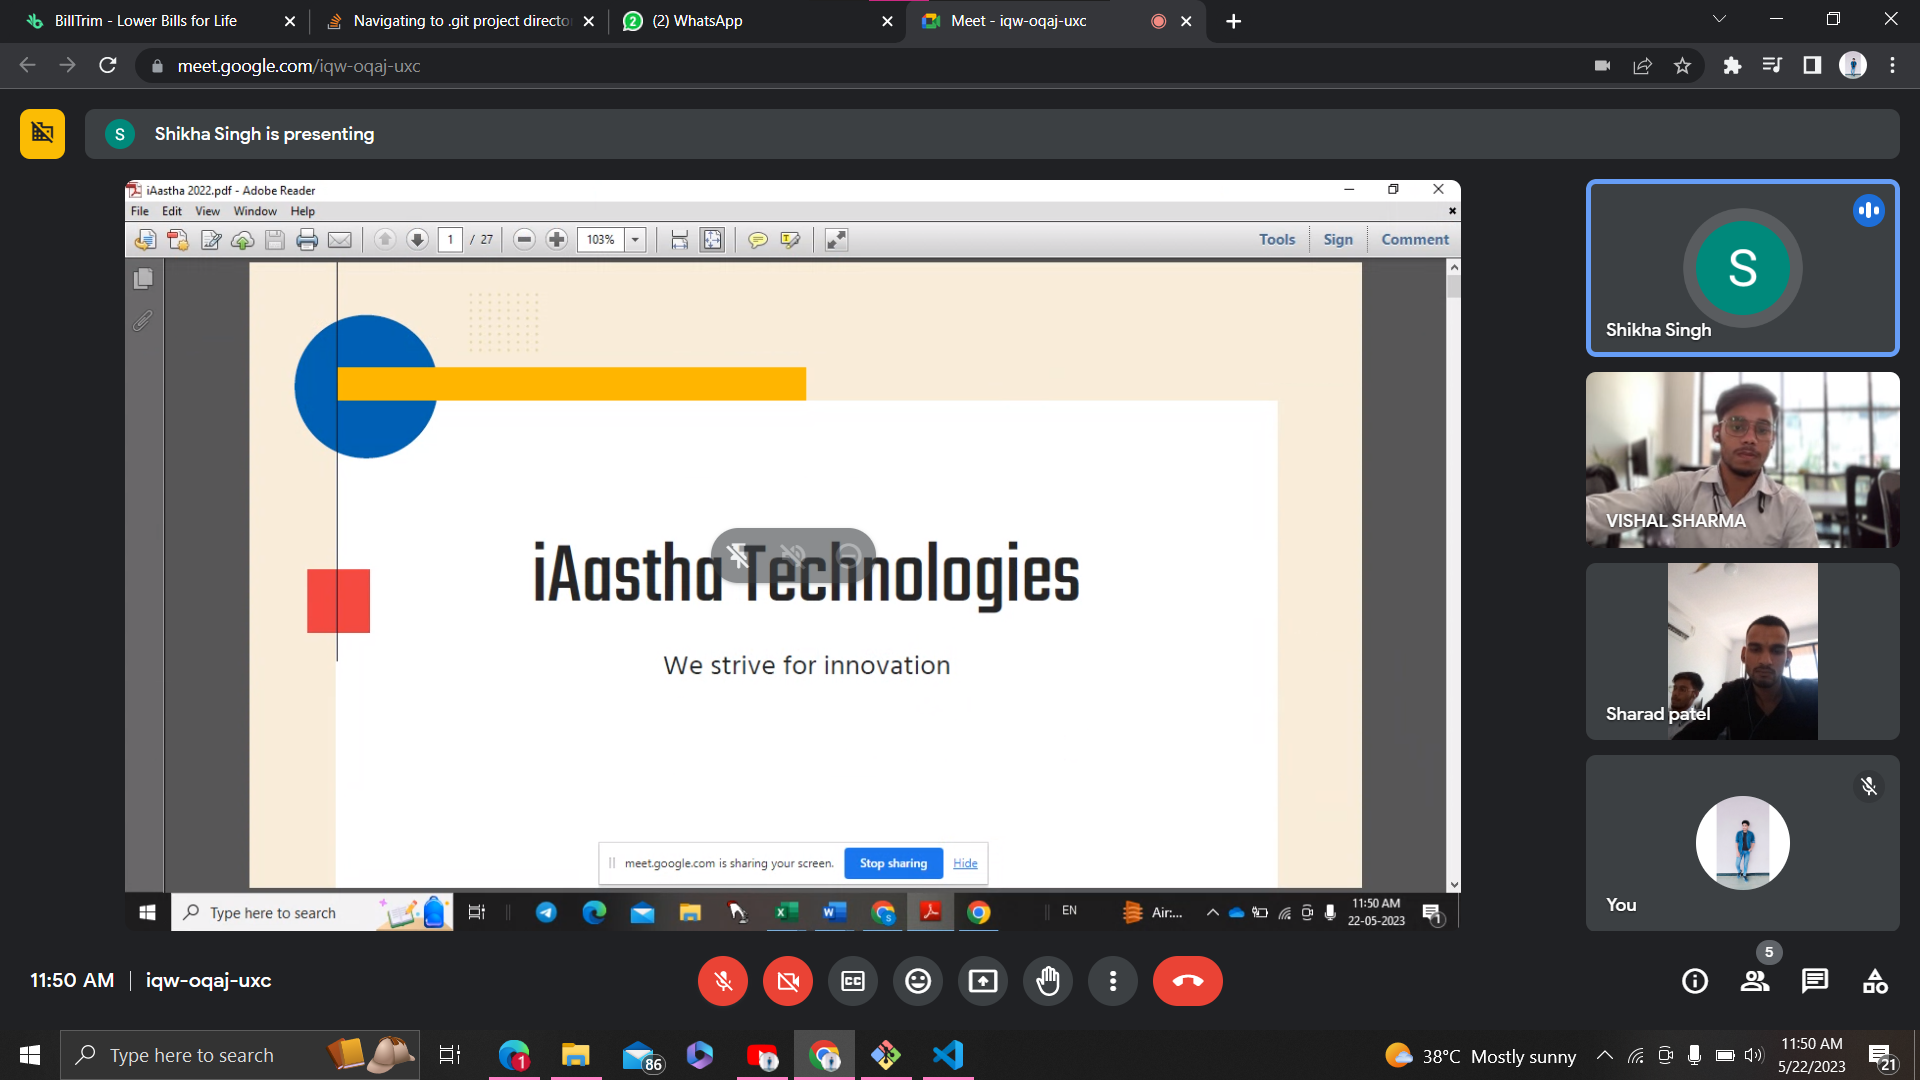 BillTrim - Lower Bills for Life
Navigating to .git project directo
(2) WhatsApp
Meet - iqw-oqaj-uxc
meet.google.com/iqw-oqaj-uxc
S
Shikha Singh is presenting
iAastha 2022.pdf - Adobe Reader
File Edit View Window Help
1 / 27
103%
Tools
Sign
Comment
iAastha Technologies
We strive for innovation
meet.google.com is sharing your screen.
Stop sharing
Hide
Type here to search
EN
Air:...
11:50 AM
22-05-2023
1
S
Shikha Singh
VISHAL SHARMA
Sharad patel
You
11:50 AM
iqw-oqaj-uxc
5
Type here to search
1
86
38°C Mostly sunny
11:50 AM
5/22/2023
21